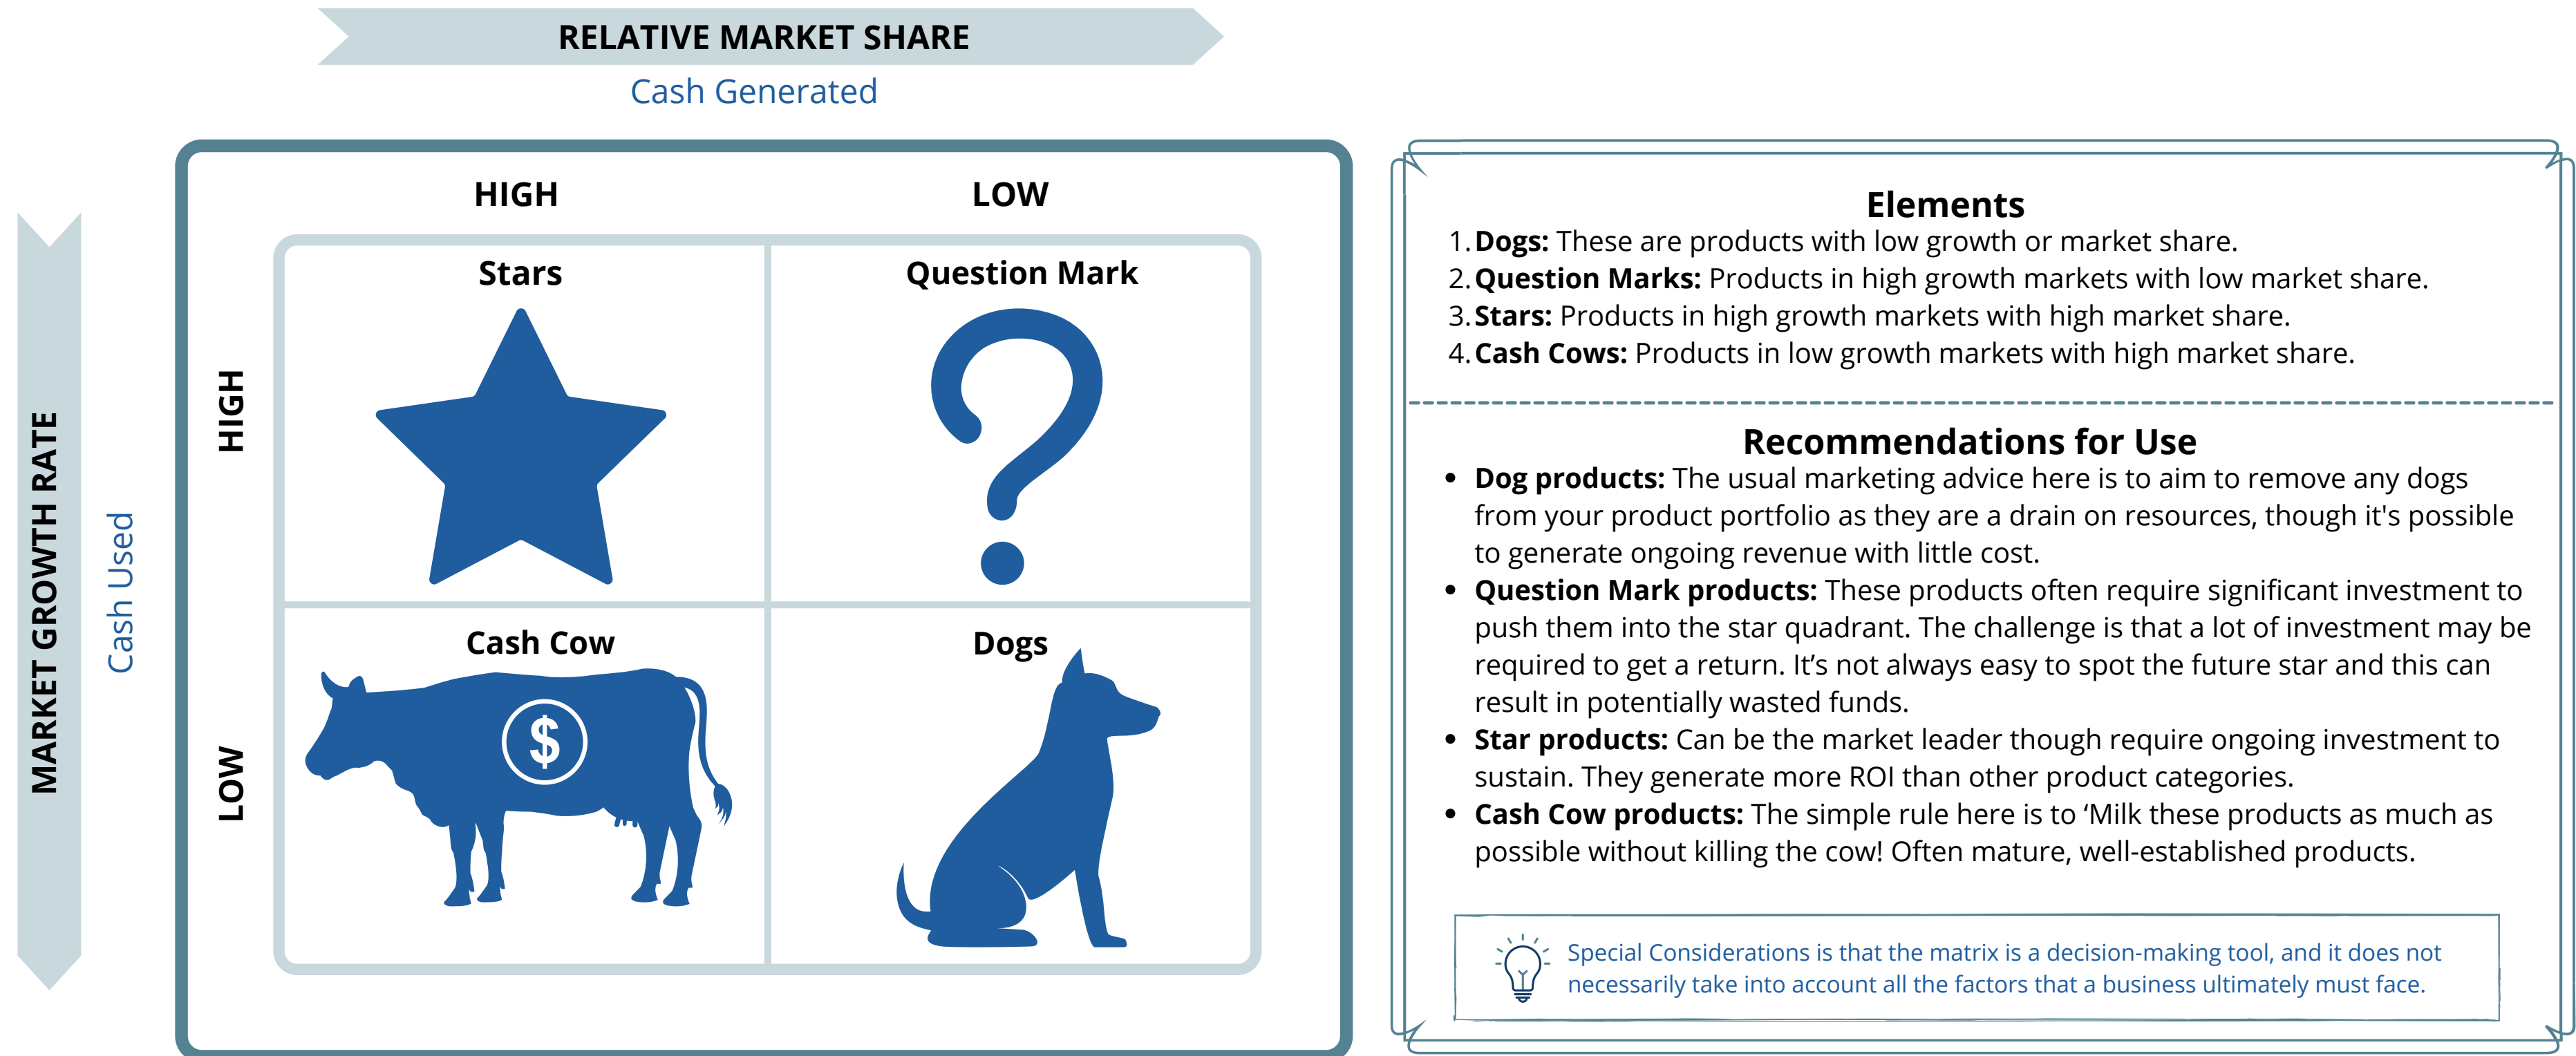 RELATIVE MARKET SHARE
Cash Generated
MARKET GROWTH RATE
Cash Used
HIGH
LOW
HIGH
LOW
Stars
Question Mark
Cash Cow
$
Dogs
Elements
1. Dogs: These are products with low growth or market share.
2. Question Marks: Products in high growth markets with low market share.
3. Stars: Products in high growth markets with high market share.
4. Cash Cows: Products in low growth markets with high market share.
Recommendations for Use
• Dog products: The usual marketing advice here is to aim to remove any dogs
from your product portfolio as they are a drain on resources, though it's possible
to generate ongoing revenue with little cost.
• Question Mark products: These products often require significant investment to
push them into the star quadrant. The challenge is that a lot of investment may be
required to get a return. It’s not always easy to spot the future star and this can
result in potentially wasted funds.
• Star products: Can be the market leader though require ongoing investment to
sustain. They generate more ROI than other product categories.
• Cash Cow products: The simple rule here is to ‘Milk these products as much as
possible without killing the cow! Often mature, well-established products.
Special Considerations is that the matrix is a decision-making tool, and it does not
necessarily take into account all the factors that a business ultimately must face.